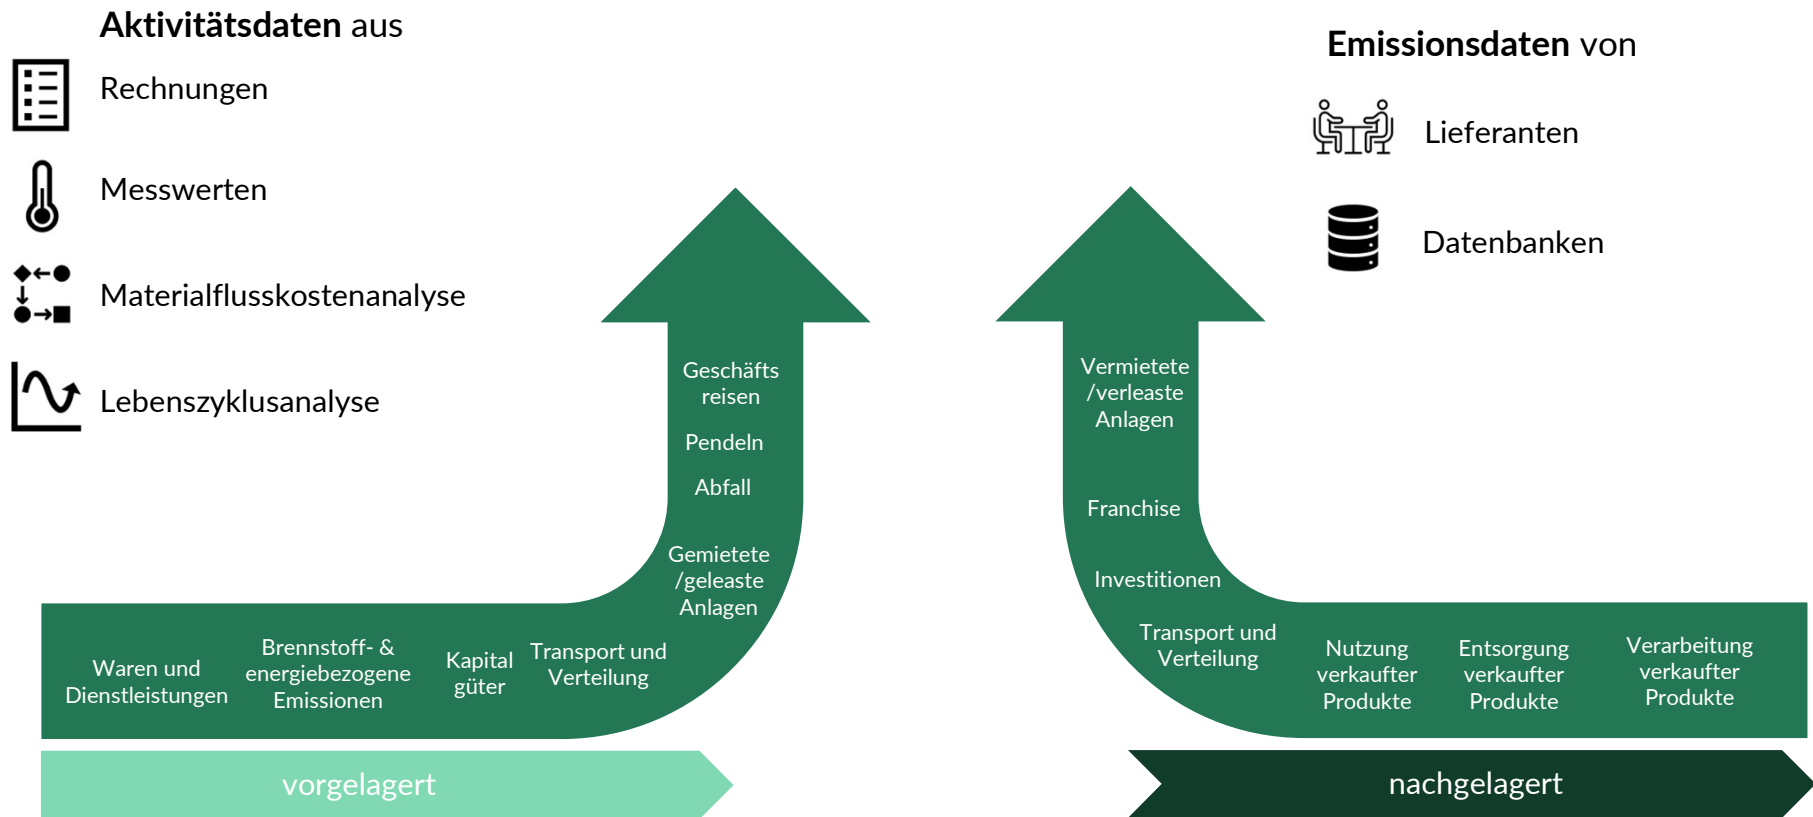 Aktivitätsdaten aus
Rechnungen
Messwerten
Materialflusskostenanalyse
Lebenszyklusanalyse
Emissionsdaten von
Lieferanten
Datenbanken
Geschäfts
reisen
Pendeln
Abfall
Gemietete
/geleaste
Anlagen
Waren und
Dienstleistungen
Brennstoff- &
energiebezogene
Emissionen
Kapital
güter
Transport und
Verteilung
vorgelagert
Vermietete
/verleaste
Anlagen
Franchise
Investitionen
Transport und
Verteilung
Nutzung
verkaufter
Produkte
Entsorgung
verkaufter
Produkte
Verarbeitung
verkaufter
Produkte
nachgelagert